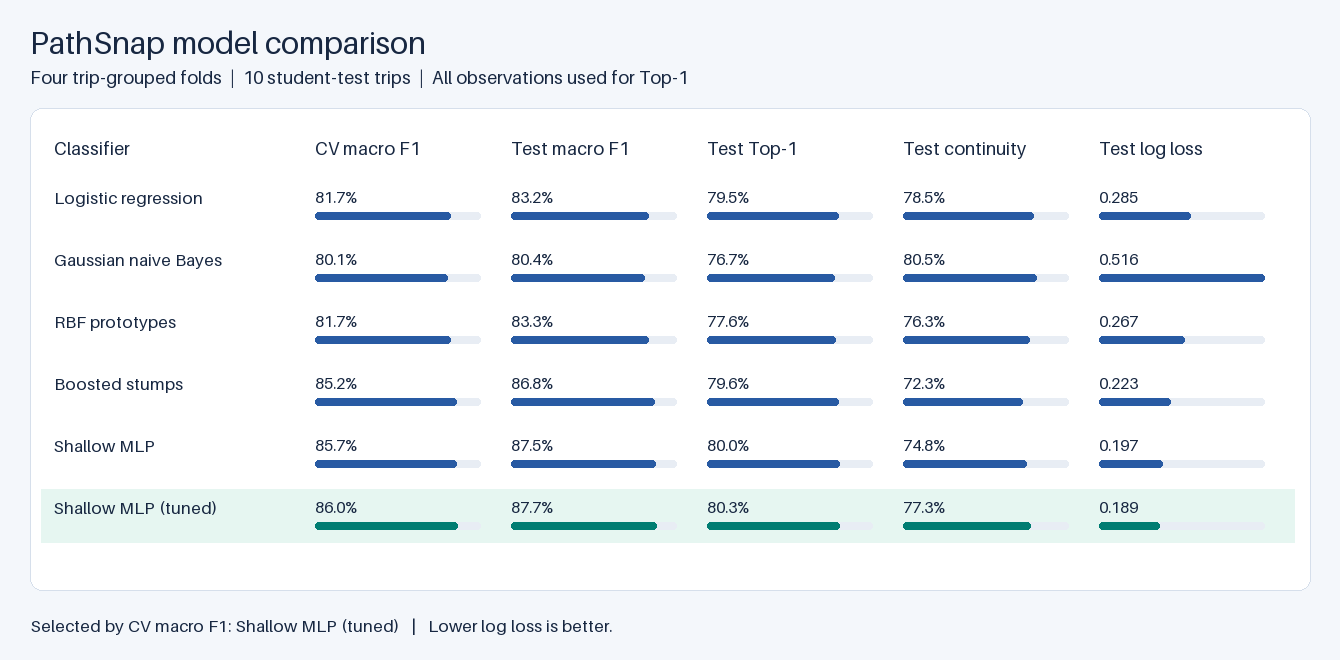 PathSnap model comparison
Four trip-grouped folds | 10 student-test trips | All observations used for Top-1
Classifier CV macro F1 Test macro F1 Test Top-1 Test continuity Test log loss
Logistic regression 81.7% 83.2% 79.5% 78.5% 0.285
Gaussian naive Bayes 80.1% 80.4% 76.7% 80.5% 0.516
RBF prototypes 81.7% 83.3% 77.6% 76.3% 0.267
Boosted stumps 85.2% 86.8% 79.6% 72.3% 0.223
Shallow MLP 85.7% 87.5% 80.0% 74.8% 0.197
Shallow MLP (tuned) 86.0% 87.7% 80.3% 77.3% 0.189
Selected by CV macro F1: Shallow MLP (tuned) | Lower log loss is better.